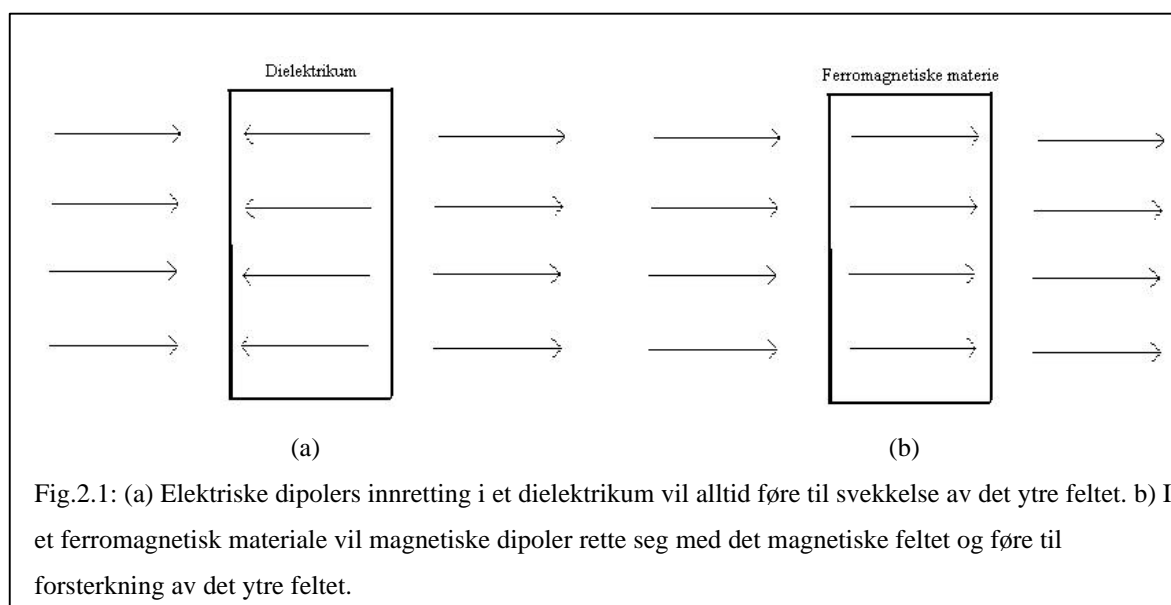 Dielektrikum
Ferromagnetiske materie
(a)
(b)
Fig.2.1: (a) Elektriske dipolers innretting i et dielektrikum vil alltid føre til svekkelse av det ytre feltet. b) I
et ferromagnetisk materiale vil magnetiske dipoler rette seg med det magnetiske feltet og føre til
forsterkning av det ytre feltet.